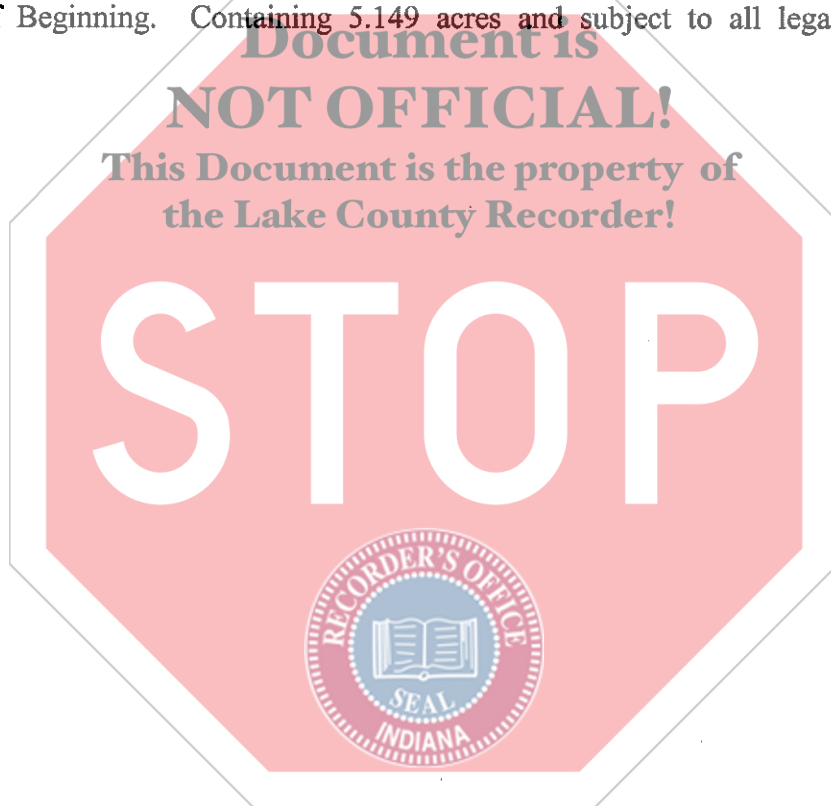 Beginning. Containing 5.149 acres and subject to all lega
Document is
NOT OFFICIAL!
This Document is the property of
the Lake County Recorder!
STOP
RECORDER'S OFFICE
SEAL
INDIANA